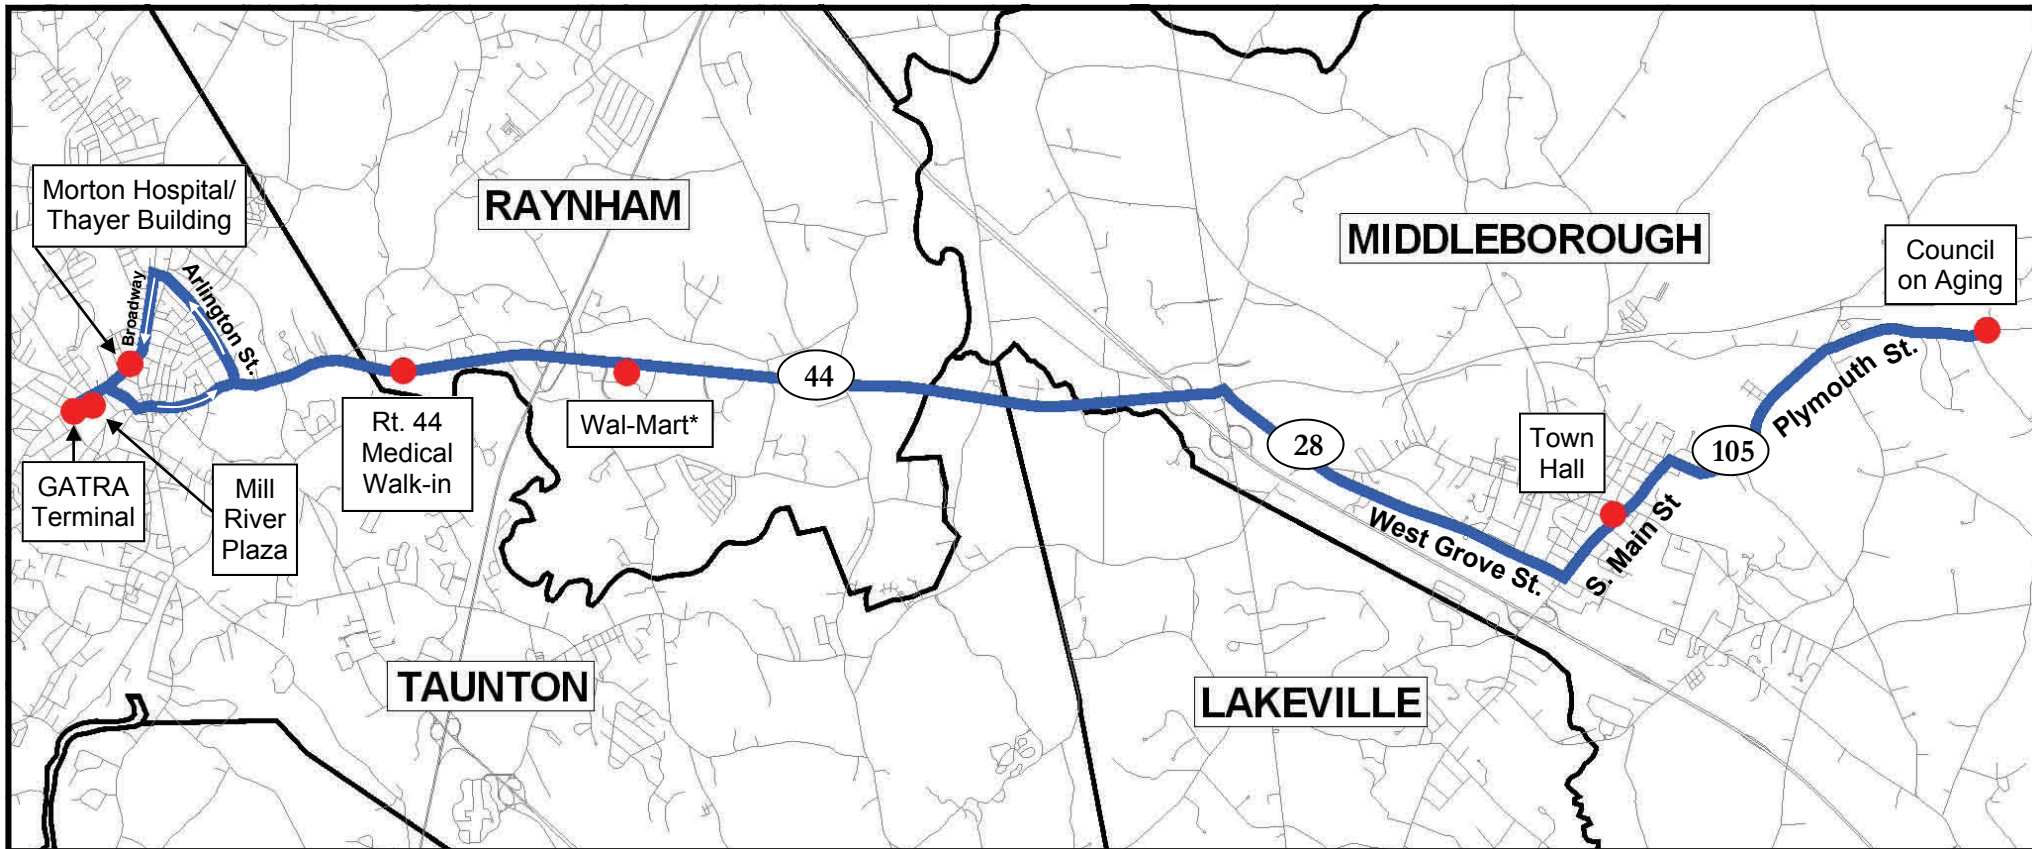 Morton Hospital/
Thayer Building
RAYNHAM
MIDDLEBOROUGH
Council
on Aging
Broadway
Arlington St.
44
Rt. 44
Medical
Walk-in
Wal-Mart*
28
Town
Hall
105
Plymouth St.
GATRA
Terminal
Mill
River
Plaza
West Grove St.
S. Main St
TAUNTON
LAKEVILLE